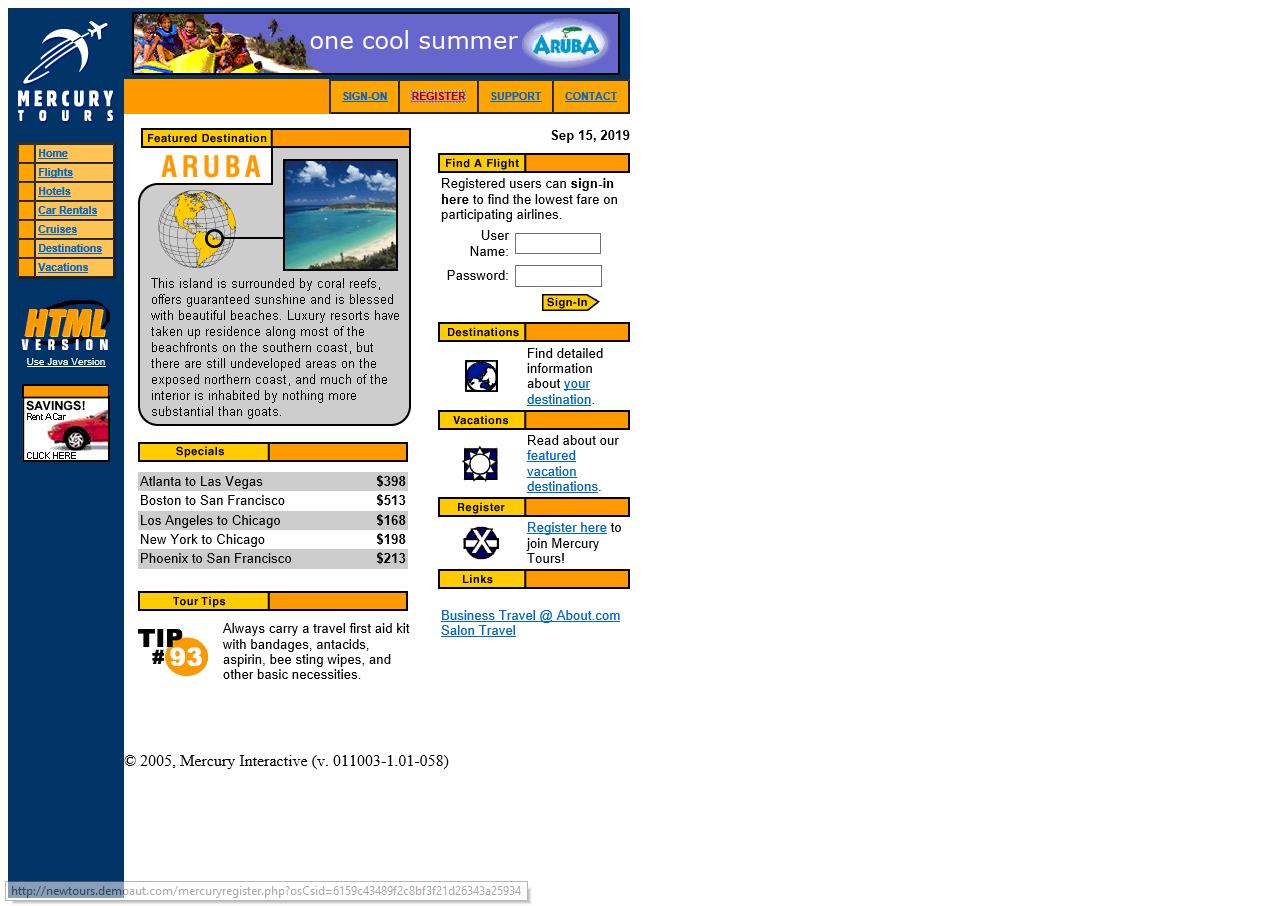 one cool summer
ARUBA
MERCURY
TOURS
SIGN-ON
REGISTER
SUPPORT
CONTACT
Home
Flights
Hotels
Car Rentals
Cruises
Destinations
Vacations
HTML
VERSION
Use Java Version
SAVINGS!
Rent A Car
CLICK HERE
Featured Destination
ARUBA
This island is surrounded by coral reefs,
offers guaranteed sunshine and is blessed
with beautiful beaches. Luxury resorts have
taken up residence along most of the
beachfronts on the southern coast, but
there are still undeveloped areas on the
exposed northern coast, and much of the
interior is inhabited by nothing more
substantial than goats.
Specials
Atlanta to Las Vegas $398
Boston to San Francisco $513
Los Angeles to Chicago $168
New York to Chicago $198
Phoenix to San Francisco $213
Tour Tips
TIP
#93
Always carry a travel first aid kit
with bandages, antacids,
aspirin, bee sting wipes, and
other basic necessities.
Sep 15, 2019
Find A Flight
Registered users can sign-in
here to find the lowest fare on
participating airlines.
User
Name:
Password:
Sign-In
Destinations
Find detailed
information
about your
destination.
Vacations
Read about our
featured
vacation
destinations.
Register
Register here to
join Mercury
Tours!
Links
Business Travel @ About.com
Salon Travel
© 2005, Mercury Interactive (v. 011003-1.01-058)
http://newtours.demoaut.com/mercuryregister.php?osCsid=6159c43489f2c8bf3f21d26343a25934